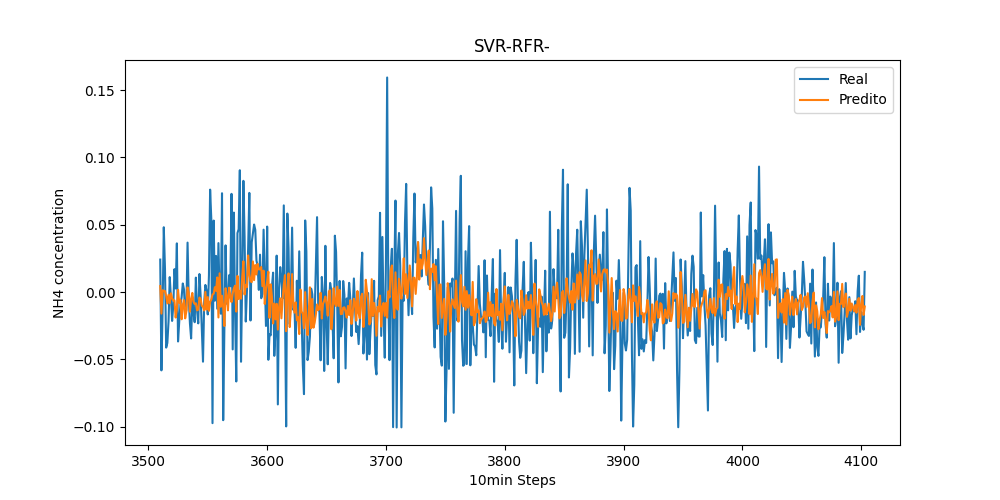 SVR-RFR-
Real
Predito
NH4 concentration
0.15
0.10
0.05
0.00
−0.05
−0.10
3500 3600 3700 3800 3900 4000 4100
10min Steps